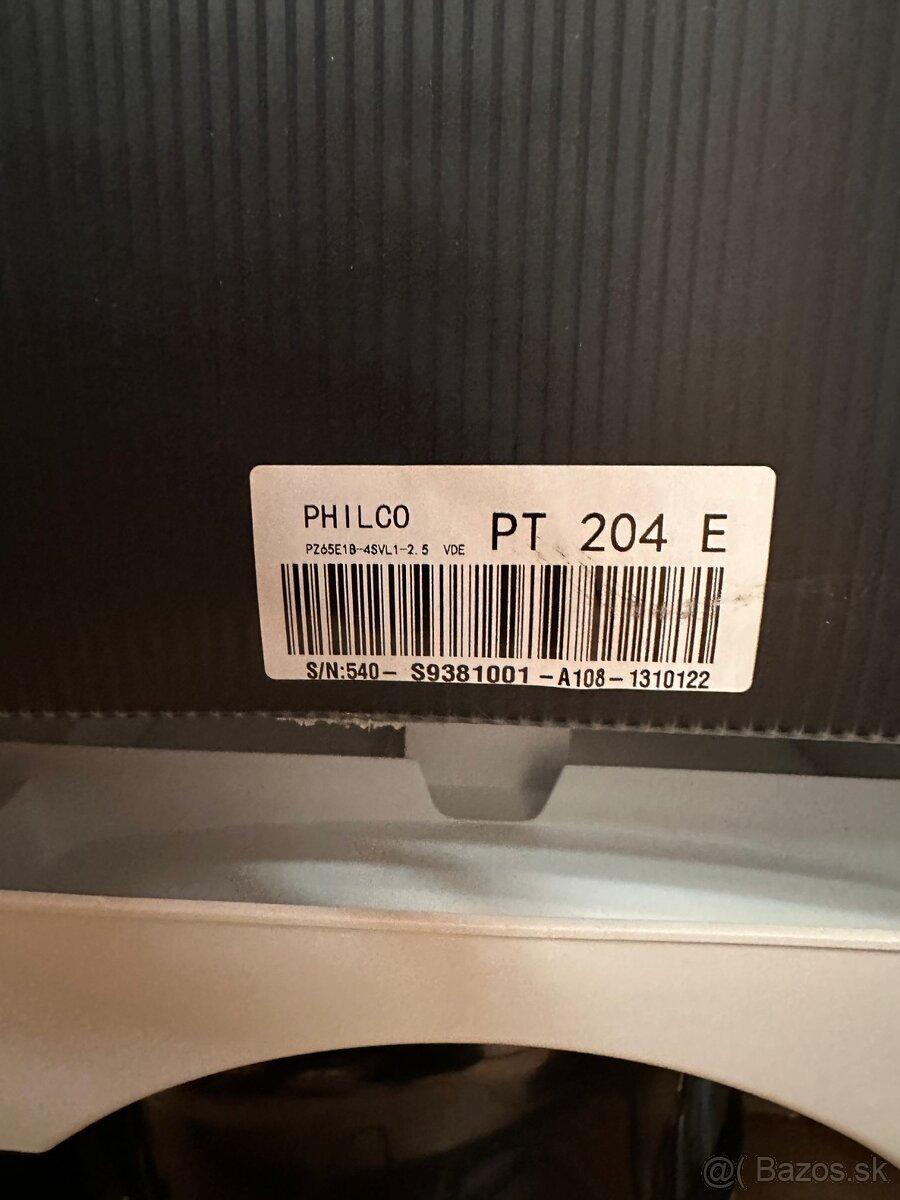 PHILCO PT 204 E
PZ65E1B-4SVL1-2.5 VDE
S/N:540- S9381001 -A108-1310122
@( Bazos.sk